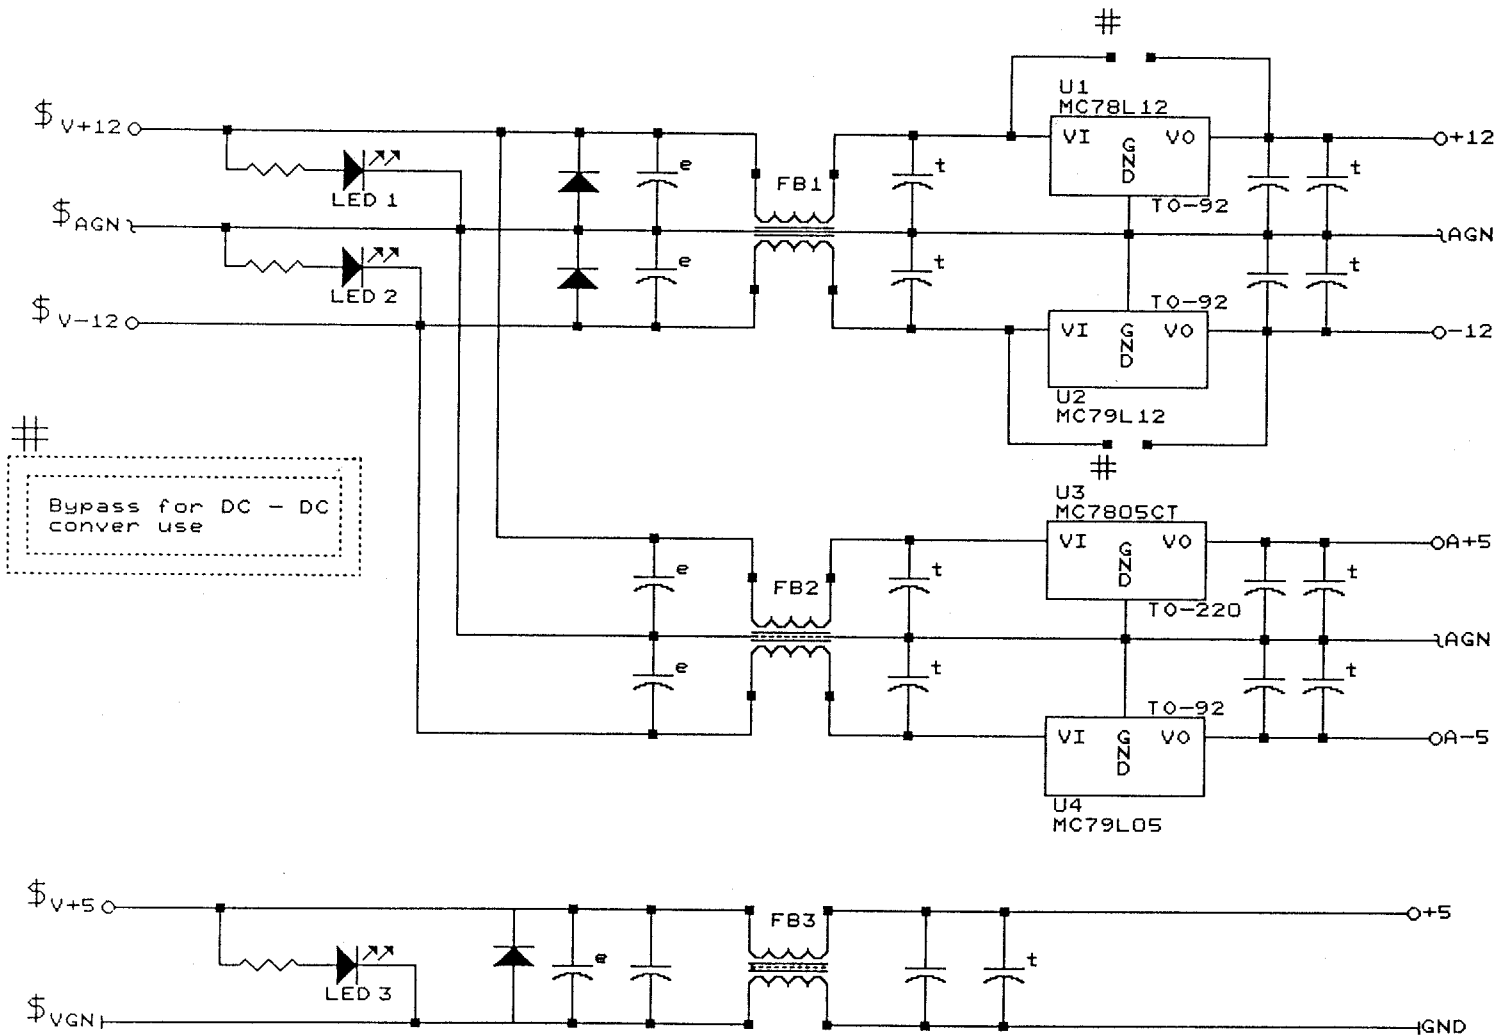 #
U1
MC78L12
$ V+12
VI GND VO
+12
e
t
t
LED 1
FB1
TO-92
$ AGN
AGN
e
t
t
LED 2
TO-92
$ V-12
VI GND VO
-12
U2
MC79L12
#
#
Bypass for DC - DC
conver use
U3
MC7805CT
VI GND VO
A+5
e
t
t
FB2
TO-220
AGN
e
t
t
TO-92
VI GND VO
A-5
U4
MC79L05
$ V+5
FB3
+5
e
t
LED 3
$ VGN
GND